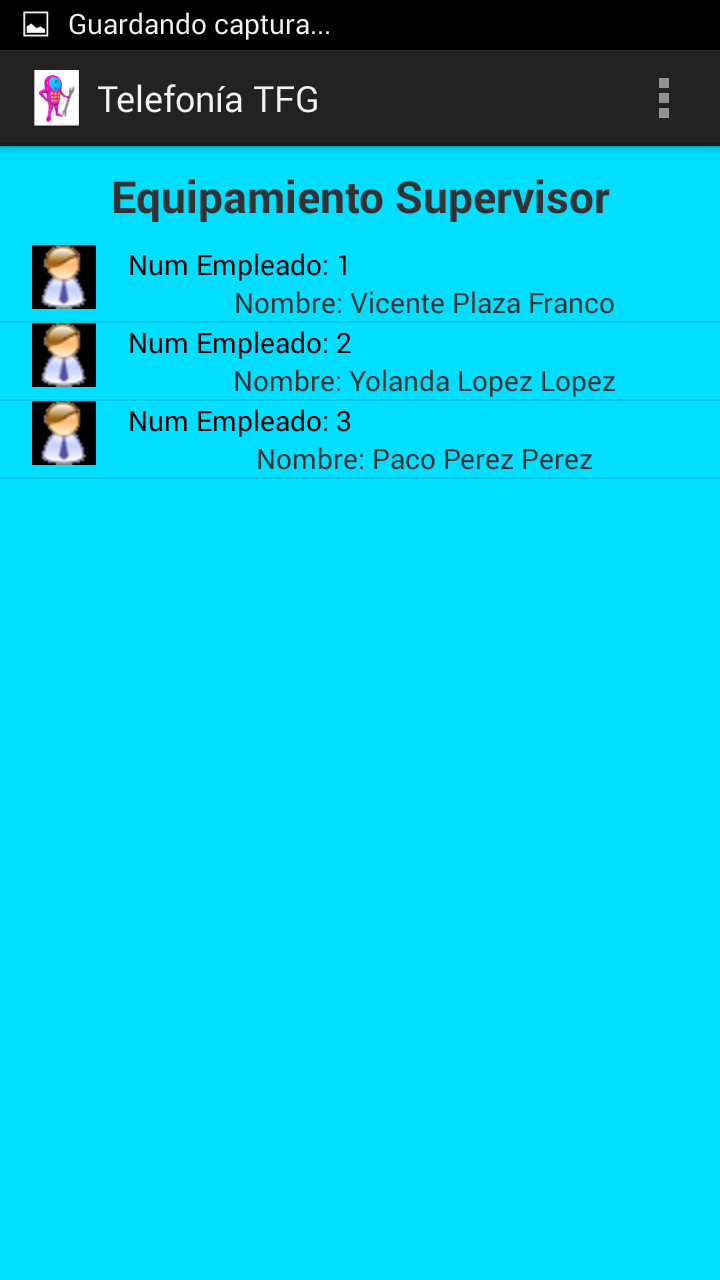 Guardando captura...
Telefonía TFG
Equipamiento Supervisor
Num Empleado: 1
Nombre: Vicente Plaza Franco
Num Empleado: 2
Nombre: Yolanda Lopez Lopez
Num Empleado: 3
Nombre: Paco Perez Perez